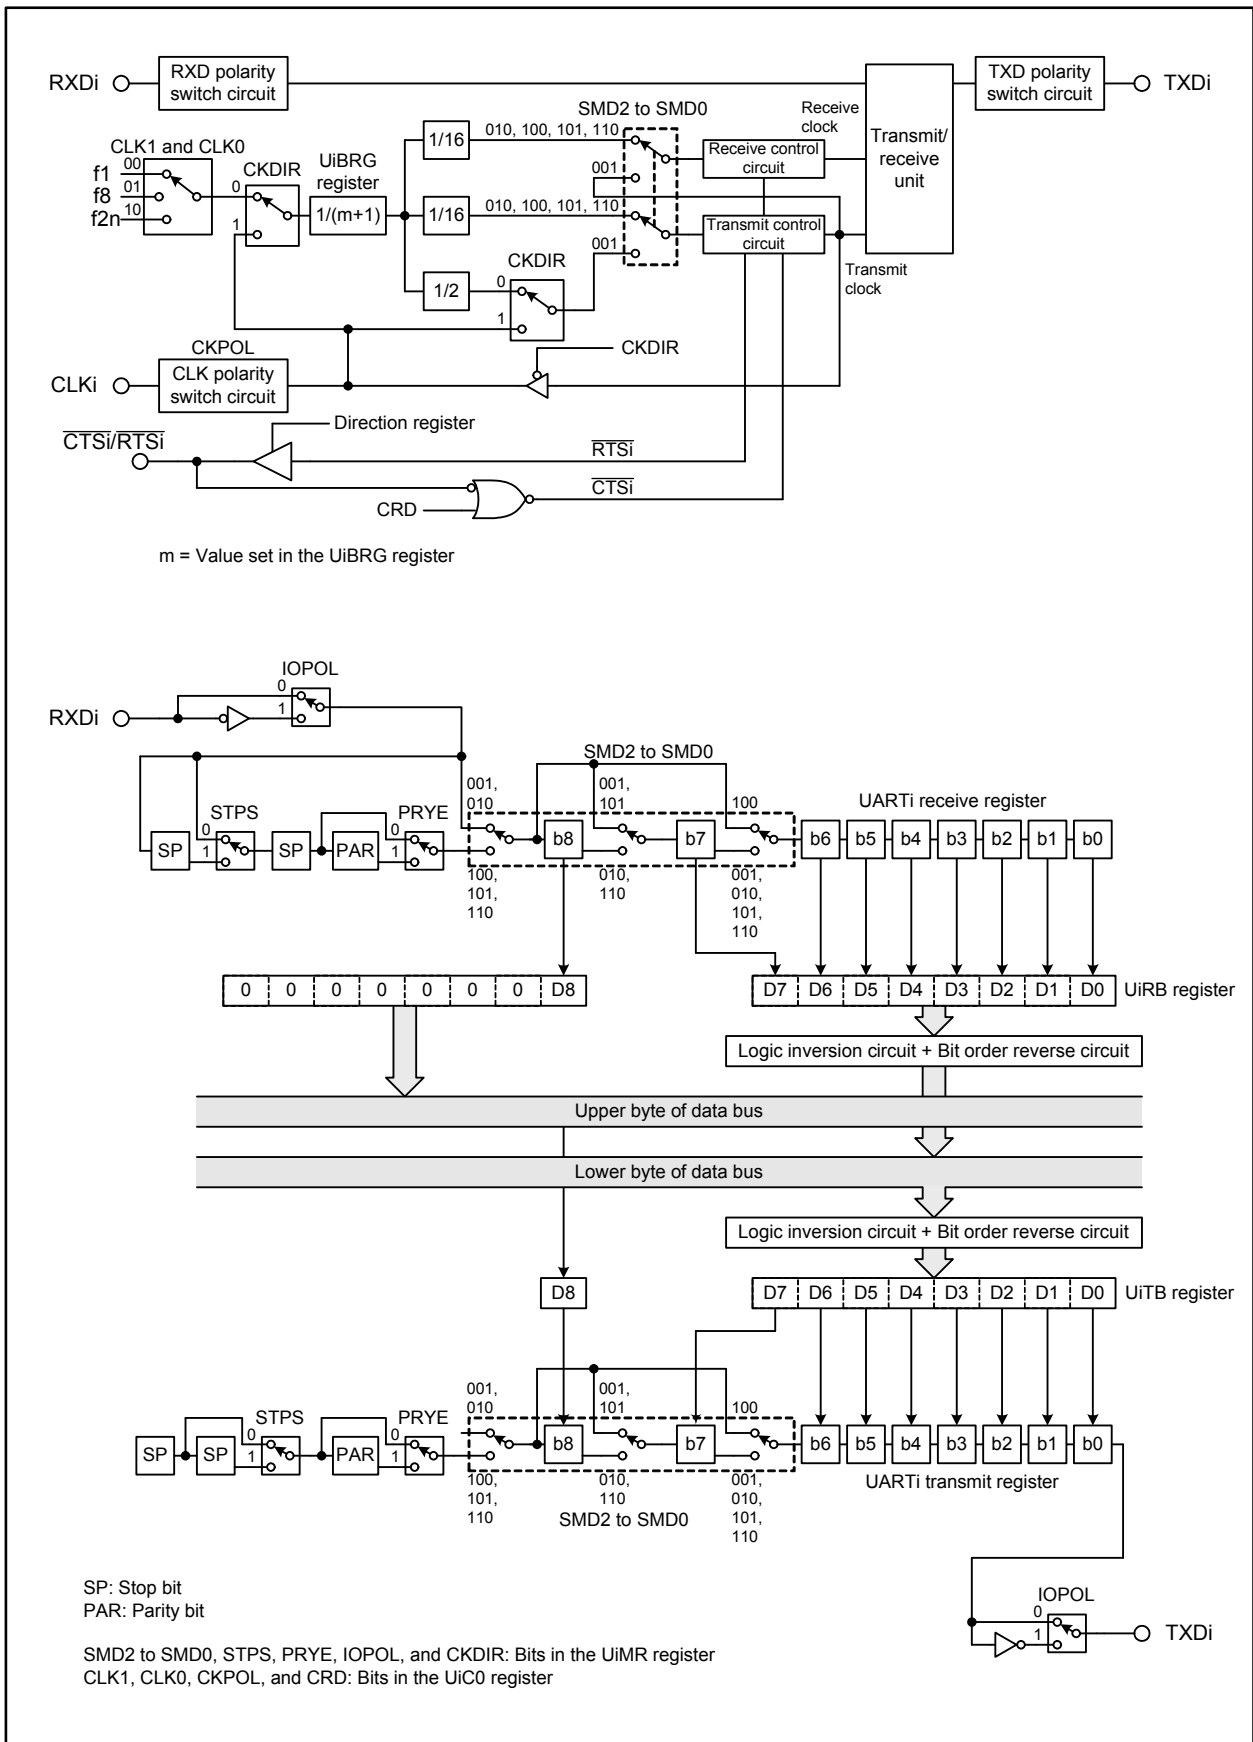 RXDi
RXD polarity
switch circuit
TXD polarity
switch circuit
TXDi
SMD2 to SMD0
Receive
clock
Transmit/
receive
unit
CLK1 and CLK0
00
f1
01
f8
10
f2n
CKDIR
0
1
UiBRG
register
1/(m+1)
1/16
010, 100, 101, 110
001
Receive control
circuit
1/16
010, 100, 101, 110
001
Transmit control
circuit
Transmit
clock
1/2
CKDIR
0
1
CKPOL
CKDIR
CLKi
CLK polarity
switch circuit
Direction register
C̅T̅S̅i̅/R̅T̅S̅i̅
R̅T̅S̅i̅
C̅T̅S̅i̅
CRD
m = Value set in the UiBRG register
IOPOL
0
1
RXDi
SMD2 to SMD0
001,
010
001,
101
100
UARTi receive register
STPS
0
1
PRYE
0
1
SP
SP
PAR
b8
b7
b6 b5 b4 b3 b2 b1 b0
100,
101,
110
010,
110
001,
010,
101,
110
0 0 0 0 0 0 0 D8
D7 D6 D5 D4 D3 D2 D1 D0
UiRB register
Logic inversion circuit + Bit order reverse circuit
Upper byte of data bus
Lower byte of data bus
Logic inversion circuit + Bit order reverse circuit
D8
D7 D6 D5 D4 D3 D2 D1 D0
UiTB register
001,
010
001,
101
100
STPS
0
1
PRYE
0
1
SP
SP
PAR
b8
b7
b6 b5 b4 b3 b2 b1 b0
100,
101,
110
010,
110
001,
010,
101,
110
SMD2 to SMD0
UARTi transmit register
SP: Stop bit
PAR: Parity bit
IOPOL
0
1
TXDi
SMD2 to SMD0, STPS, PRYE, IOPOL, and CKDIR: Bits in the UiMR register
CLK1, CLK0, CKPOL, and CRD: Bits in the UiC0 register